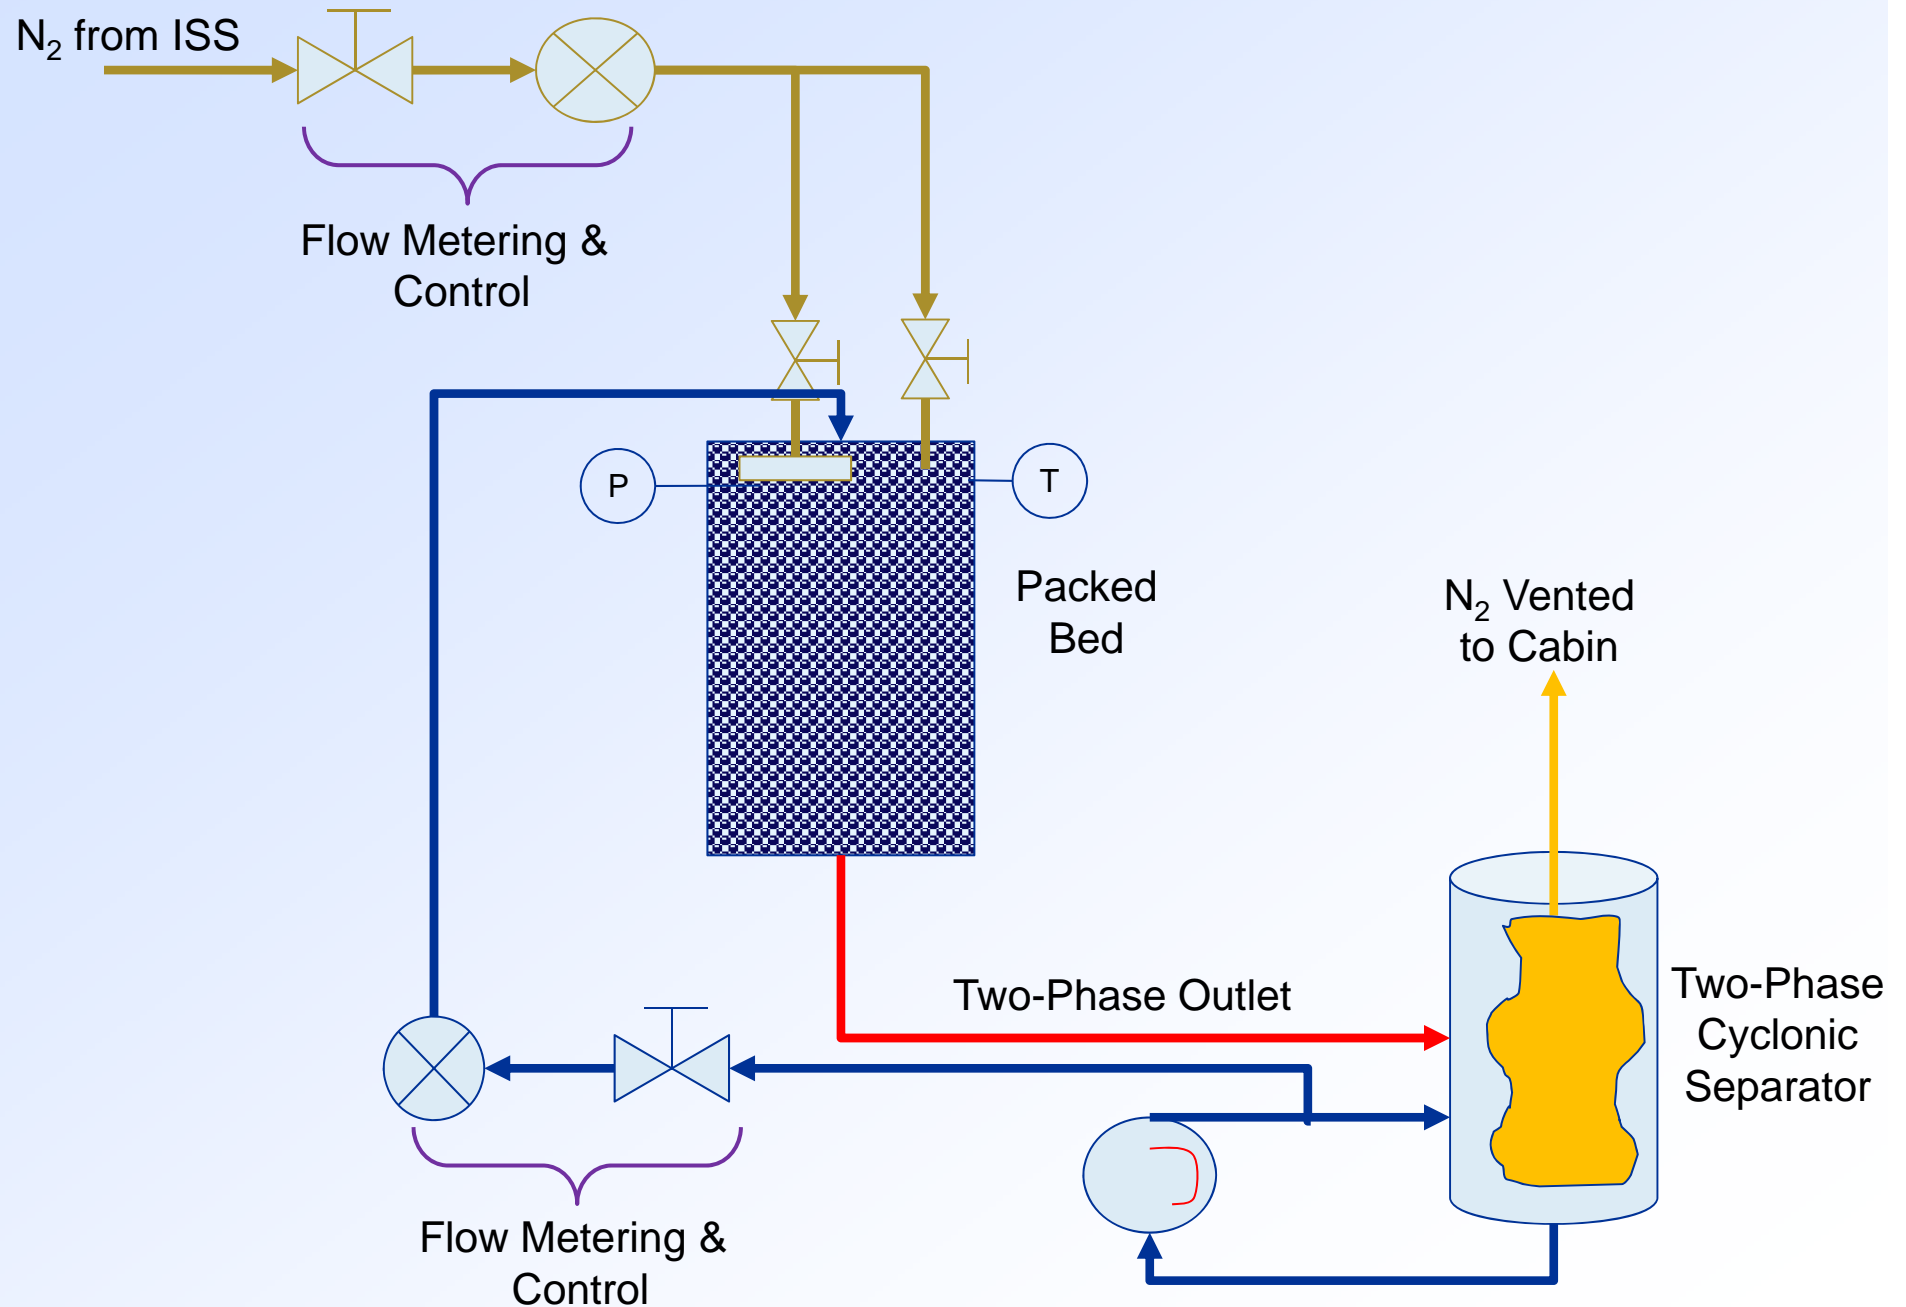 N₂ from ISS
Flow Metering &
Control
P
T
Packed
Bed
N₂ Vented
to Cabin
Two-Phase Outlet
Two-Phase
Cyclonic
Separator
Flow Metering &
Control